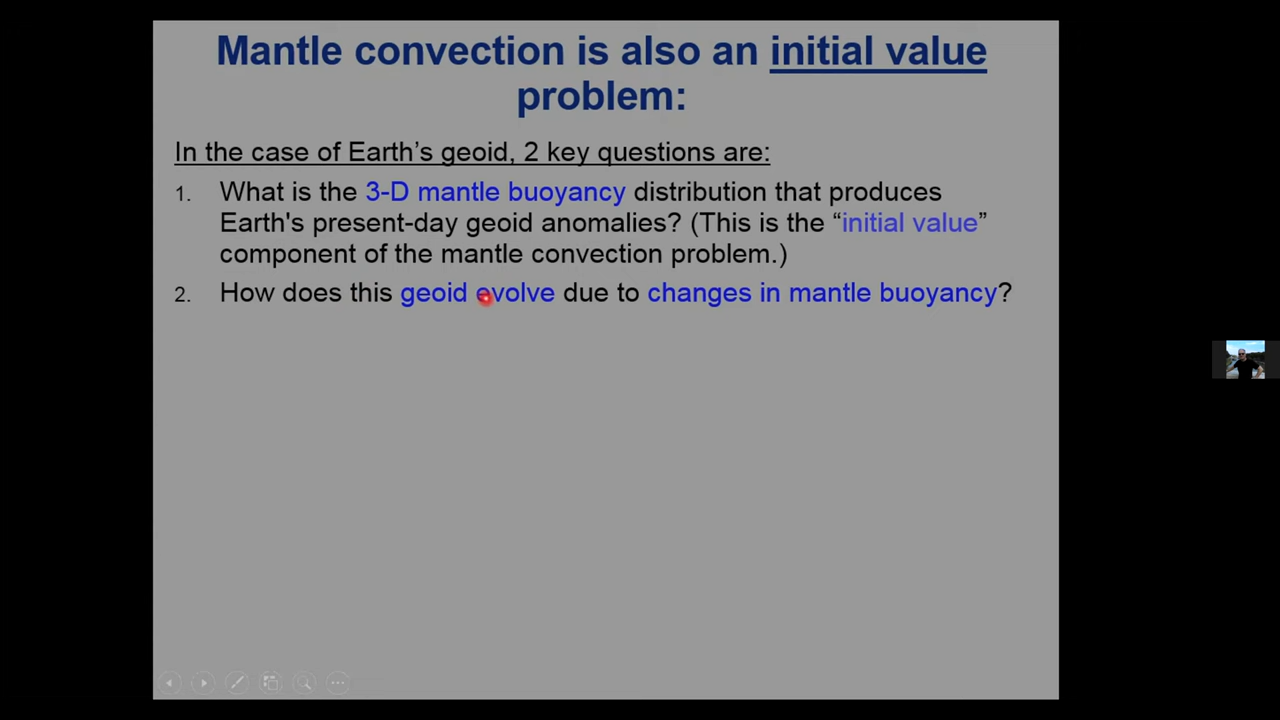 Mantle convection is also an initial value
problem:
In the case of Earth’s geoid, 2 key questions are:
1. What is the 3-D mantle buoyancy distribution that produces
Earth's present-day geoid anomalies? (This is the “initial value”
component of the mantle convection problem.)
2. How does this geoid evolve due to changes in mantle buoyancy?